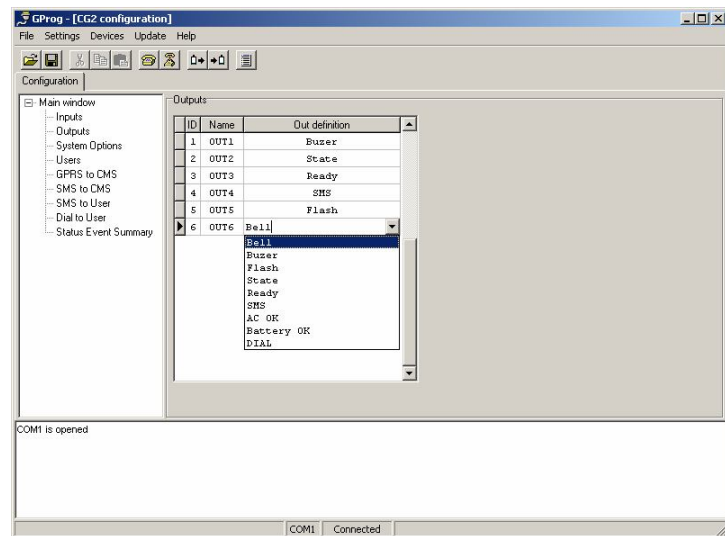 GProg - [CG2 configuration]
File Settings Devices Update Help
Configuration
Main window
Inputs
Outputs
System Options
Users
GPRS to CMS
SMS to CMS
SMS to User
Dial to User
Status Event Summary
Outputs
ID Name Out definition
1 OUT1 Buzer
2 OUT2 State
3 OUT3 Ready
4 OUT4 SMS
5 OUT5 Flash
6 OUT6 Bell
Bell
Buzer
Flash
State
Ready
SMS
AC OK
Battery OK
DIAL
COM1 is opened
COM1 Connected